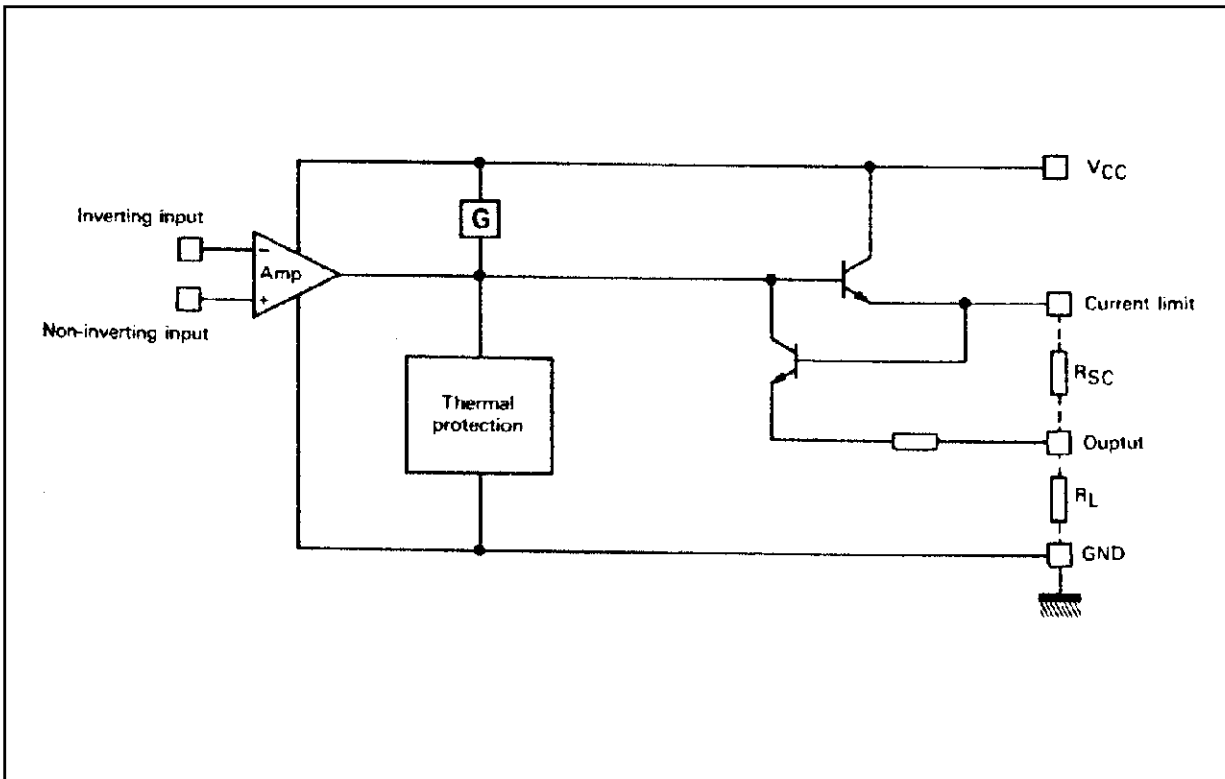 VCC
Inverting input
G
−
Amp
+
Current limit
Non-inverting input
RSC
Thermal
protection
Ouptut
RL
GND